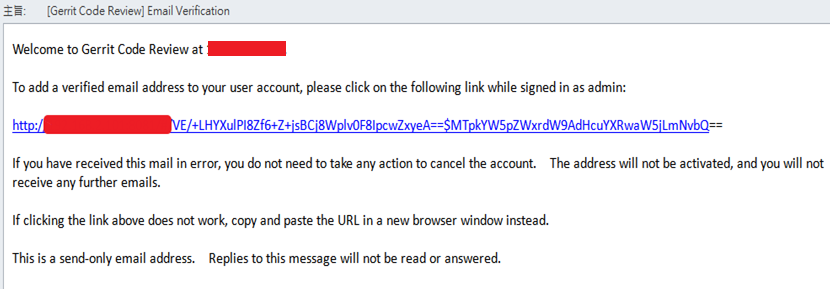 主旨: [Gerrit Code Review] Email Verification
Welcome to Gerrit Code Review at
To add a verified email address to your user account, please click on the following link while signed in as admin:
http:/ /VE/+LHYXulPI8Zf6+Z+jsBCj8Wplv0F8IpcwZxyeA==$MTpkYW5pZWxrdW9AdHcuYXRwaW5jLmNvbQ==
If you have received this mail in error, you do not need to take any action to cancel the account. The address will not be activated, and you will not
receive any further emails.
If clicking the link above does not work, copy and paste the URL in a new browser window instead.
This is a send-only email address. Replies to this message will not be read or answered.